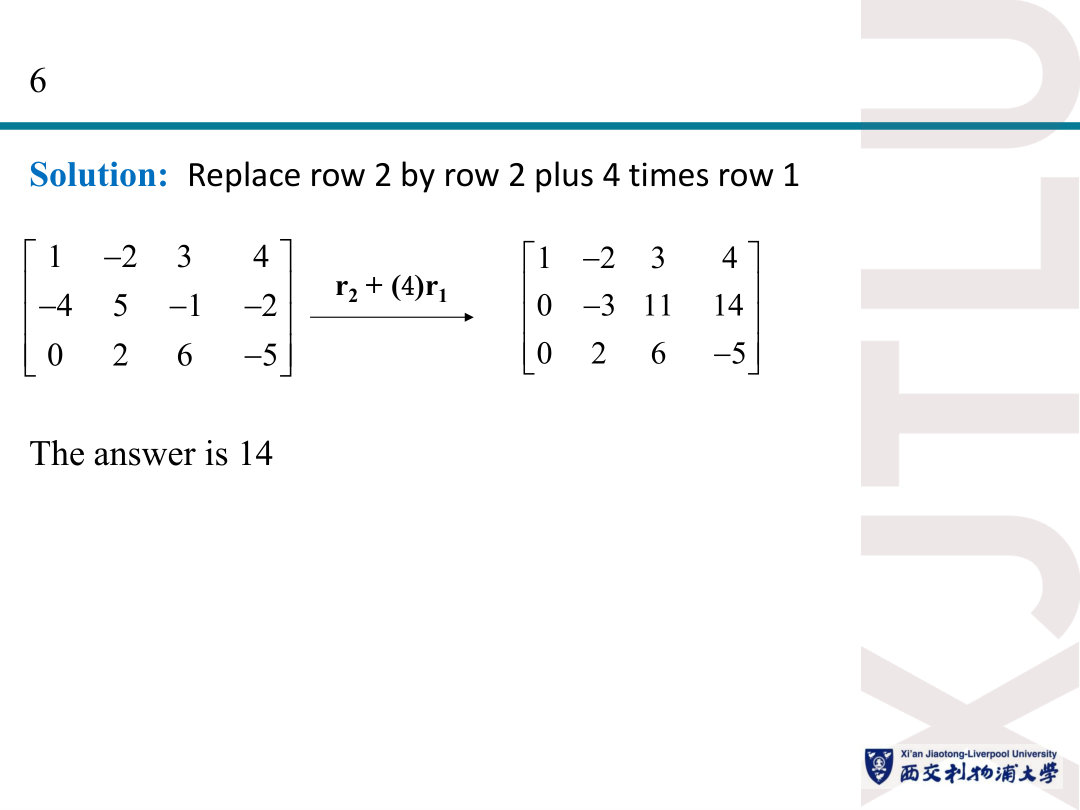 6
Solution: Replace row 2 by row 2 plus 4 times row 1
1 –2 3 4
–4 5 –1 –2
0 2 6 –5
r2 + (4)r1
1 –2 3 4
0 –3 11 14
0 2 6 –5
The answer is 14
XJTLU
Xi'an Jiaotong-Liverpool University
西交利物浦大学